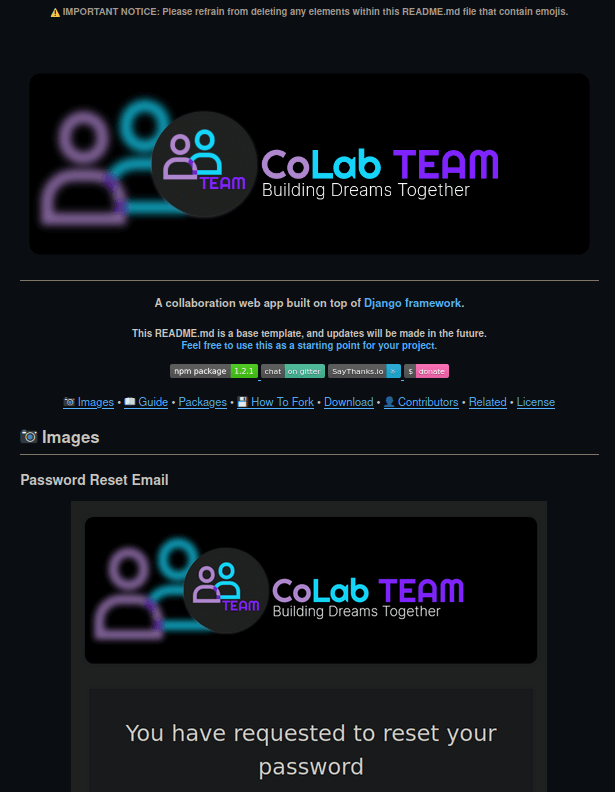 ⚠️ IMPORTANT NOTICE: Please refrain from deleting any elements within this README.md file that contain emojis.
TEAM
CoLab TEAM
Building Dreams Together
A collaboration web app built on top of Django framework.
This README.md is a base template, and updates will be made in the future.
Feel free to use this as a starting point for your project.
npm package 1.2.1 chat on gitter SayThanks.io $ donate
📷 Images • 📖 Guide • Packages • 💾 How To Fork • Download • 👤 Contributors • Related • License
📷 Images
Password Reset Email
TEAM
CoLab TEAM
Building Dreams Together
You have requested to reset your
password